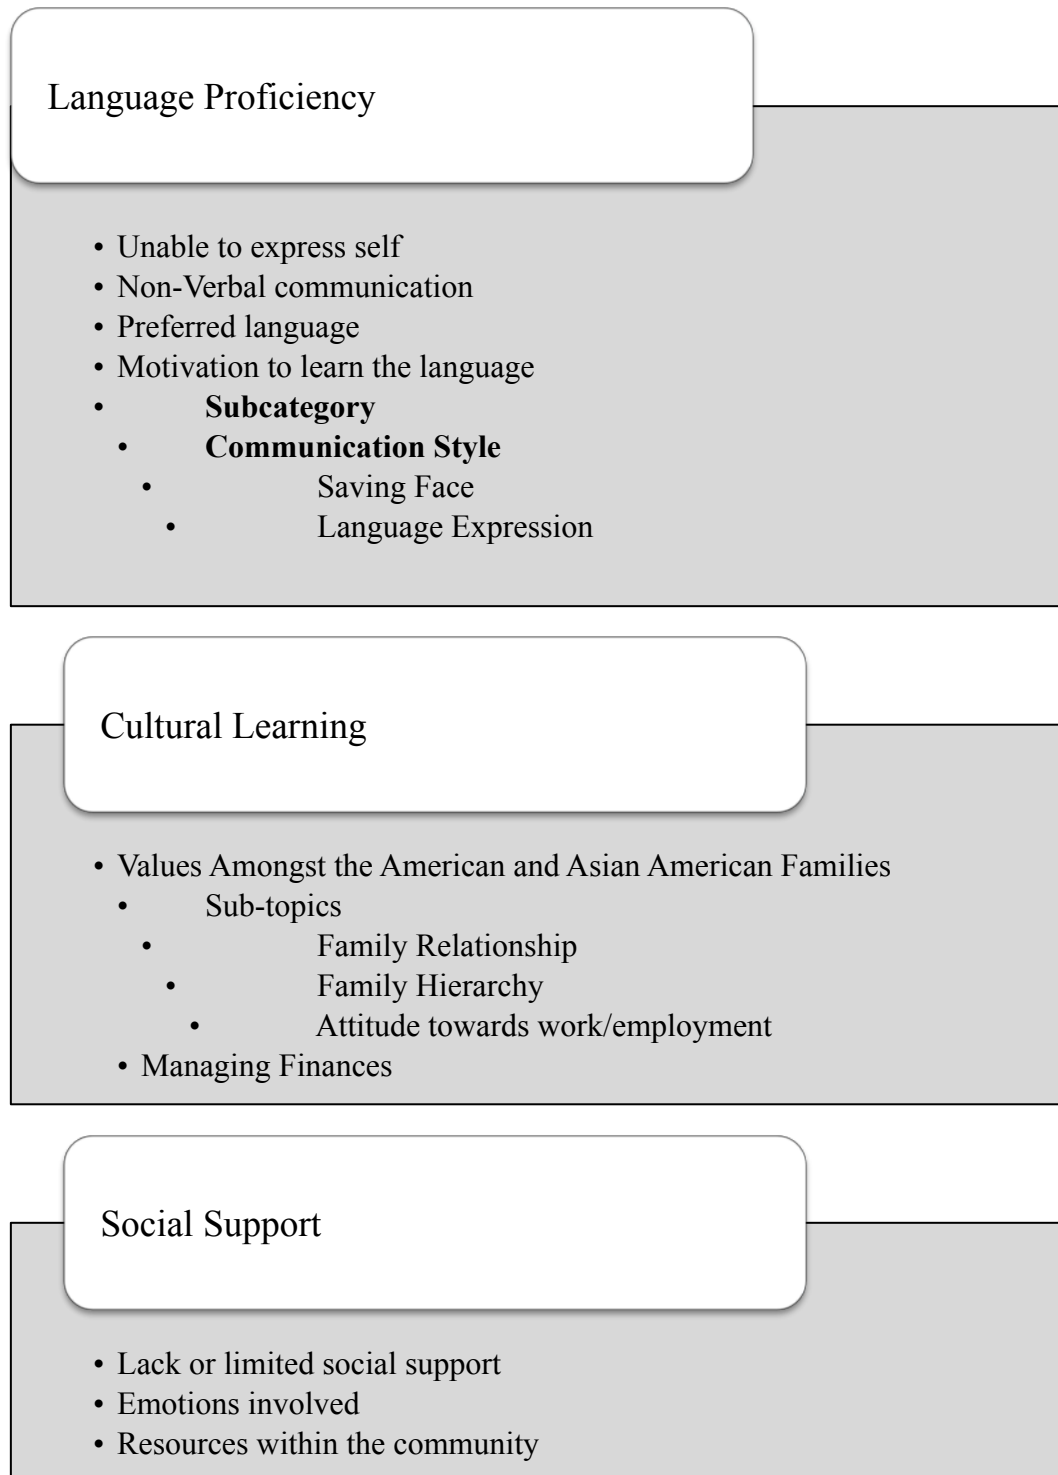 Language Proficiency
• Unable to express self
• Non-Verbal communication
• Preferred language
• Motivation to learn the language
• Subcategory
• Communication Style
• Saving Face
• Language Expression
Cultural Learning
• Values Amongst the American and Asian American Families
• Sub-topics
• Family Relationship
• Family Hierarchy
• Attitude towards work/employment
• Managing Finances
Social Support
• Lack or limited social support
• Emotions involved
• Resources within the community